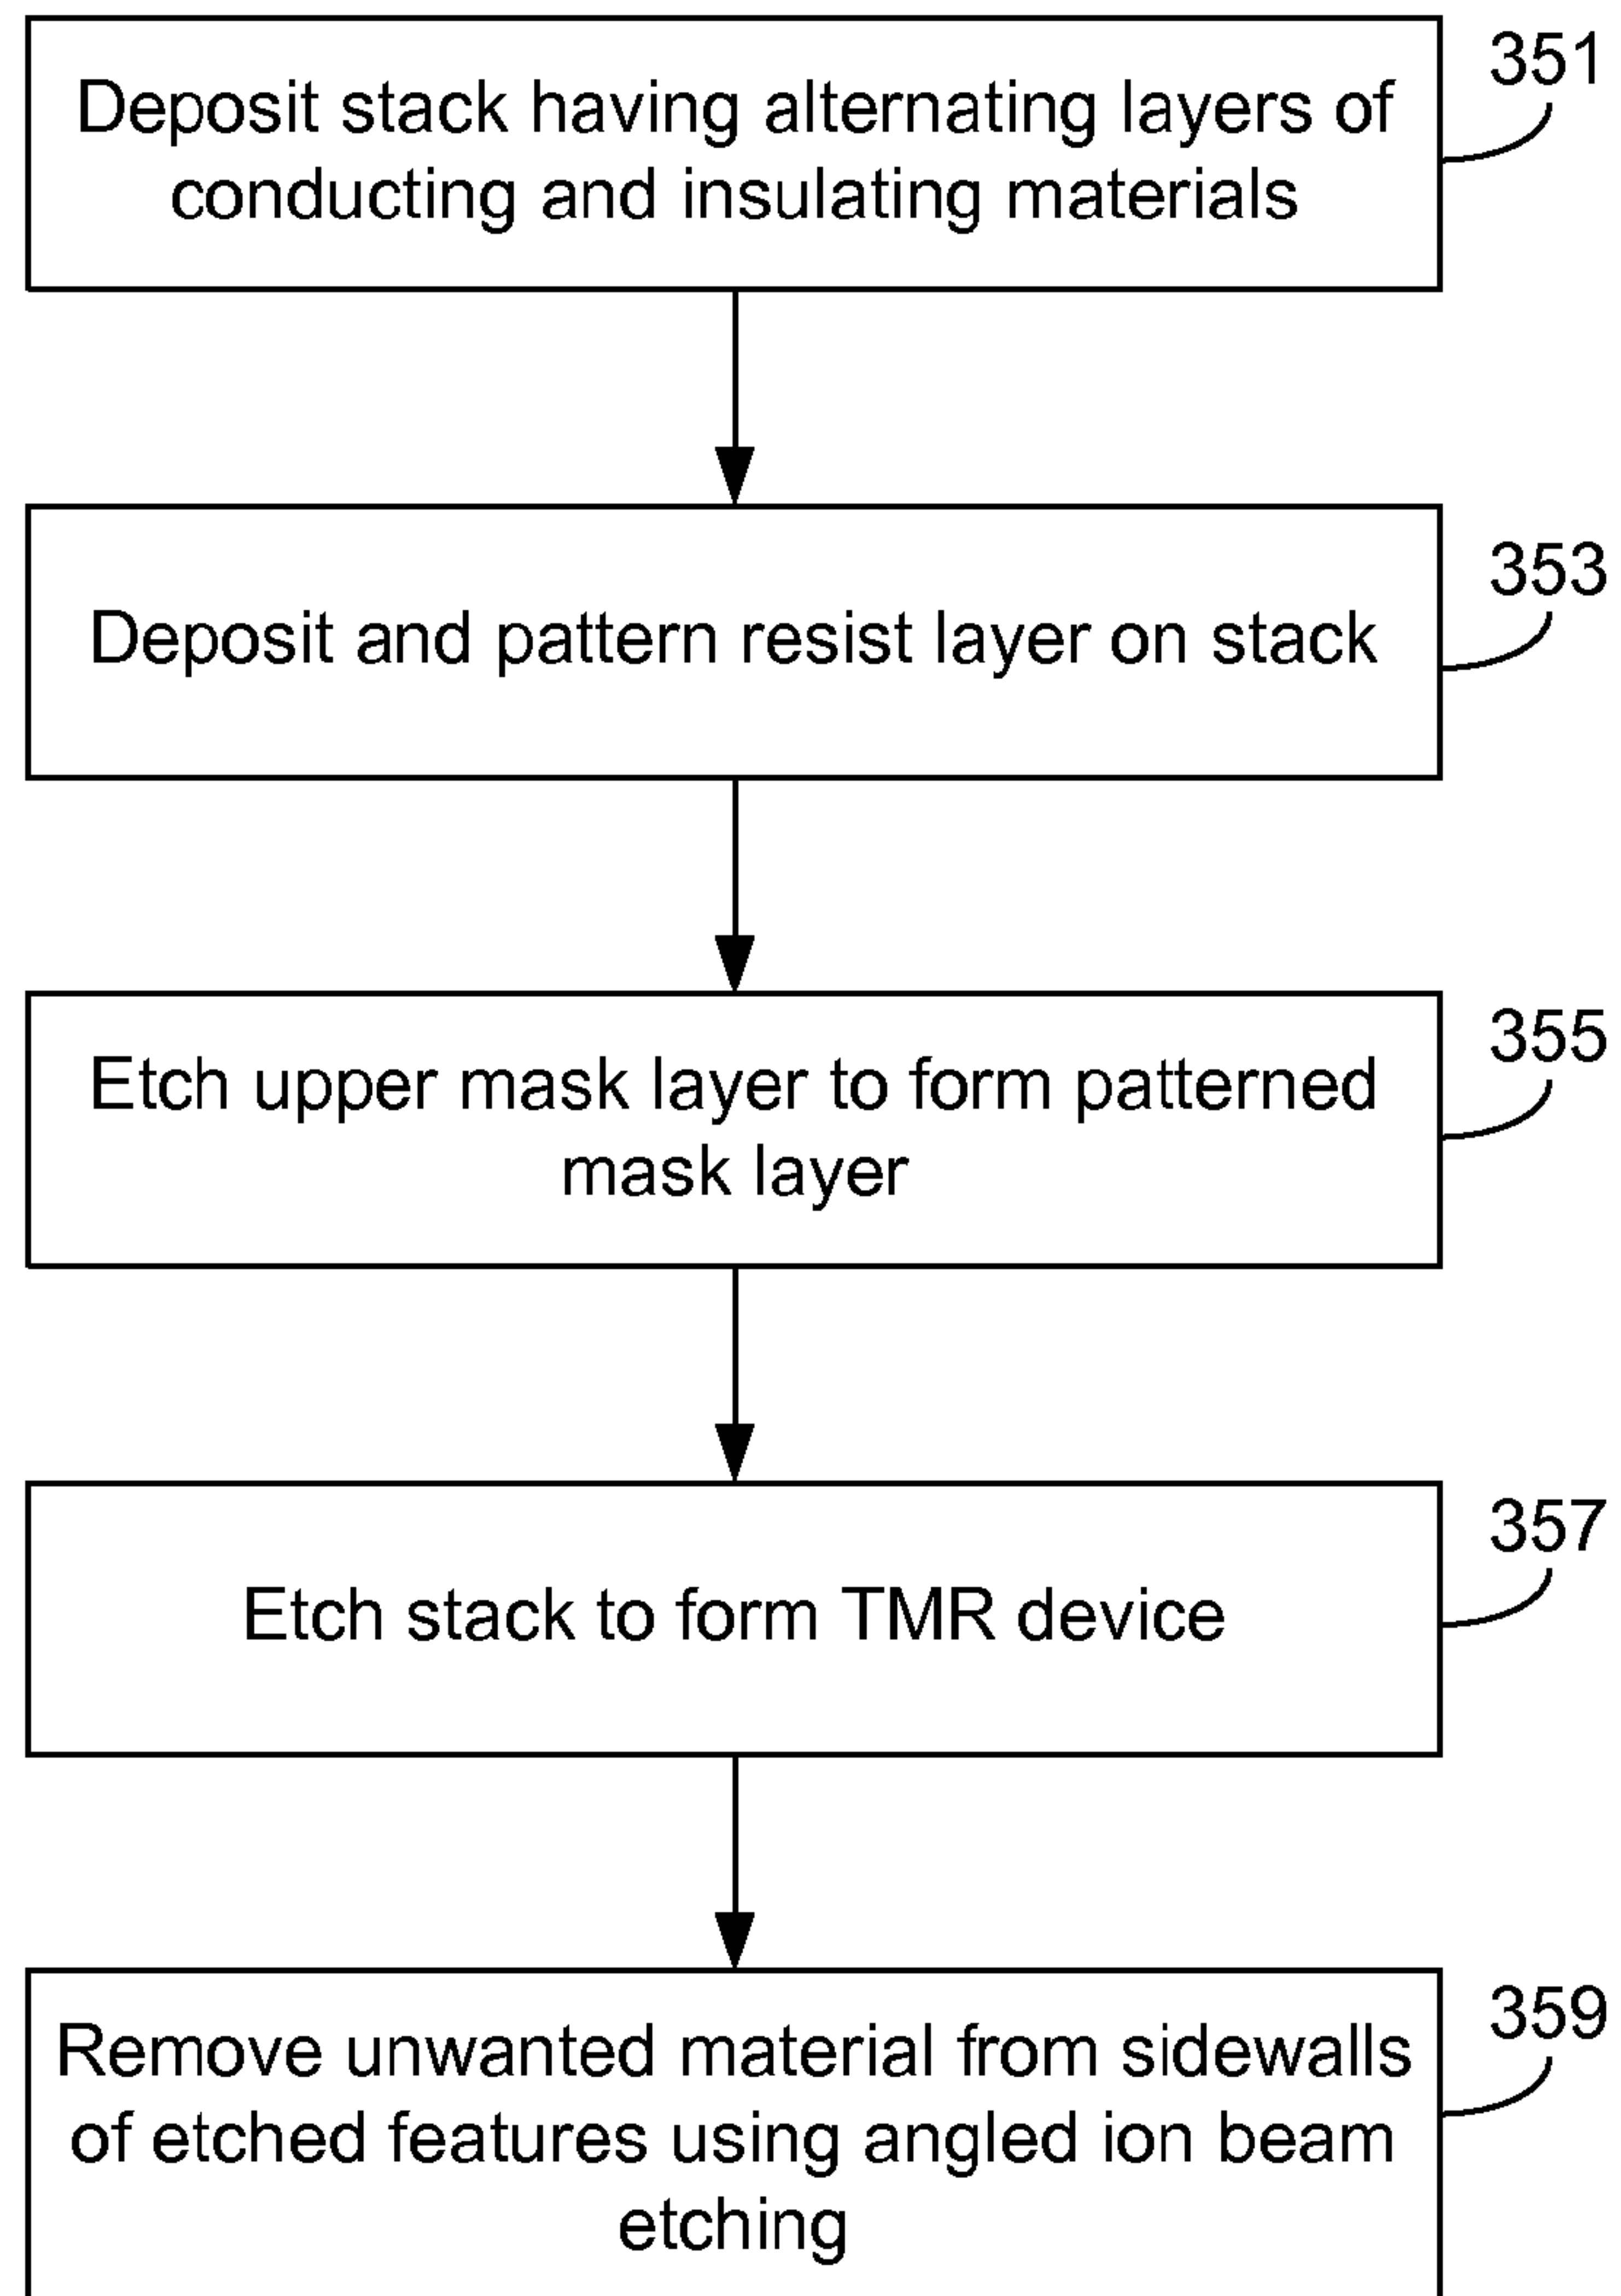 351
Deposit stack having alternating layers of
conducting and insulating materials
353
Deposit and pattern resist layer on stack
355
Etch upper mask layer to form patterned
mask layer
357
Etch stack to form TMR device
359
Remove unwanted material from sidewalls
of etched features using angled ion beam
etching